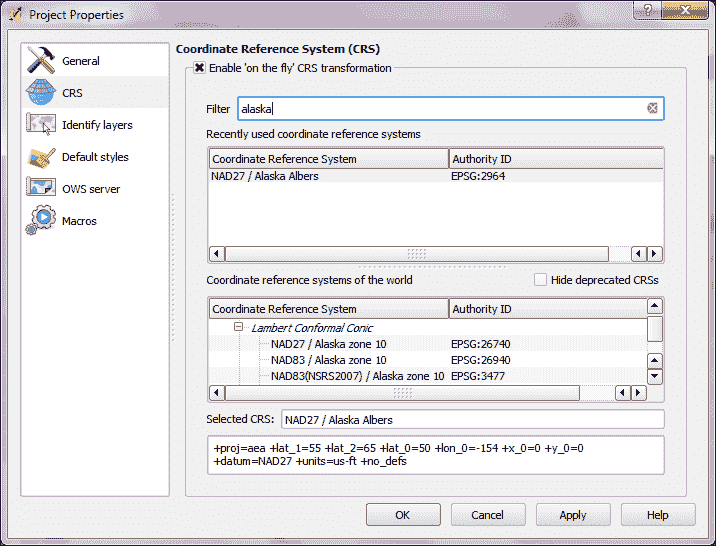 Project Properties
?
General
CRS
Identify layers
Default styles
OWS server
Macros
Coordinate Reference System (CRS)
Enable 'on the fly' CRS transformation
Filter alaska
Recently used coordinate reference systems
Coordinate Reference System Authority ID
NAD27 / Alaska Albers EPSG:2964
Coordinate reference systems of the world Hide deprecated CRSs
Coordinate Reference System Authority ID
Lambert Conformal Conic
NAD27 / Alaska zone 10 EPSG:26740
NAD83 / Alaska zone 10 EPSG:26940
NAD83(NSRS2007) / Alaska zone 10 EPSG:3477
Selected CRS: NAD27 / Alaska Albers
+proj=aea +lat_1=55 +lat_2=65 +lat_0=50 +lon_0=-154 +x_0=0 +y_0=0
+datum=NAD27 +units=us-ft +no_defs
OK Cancel Apply Help